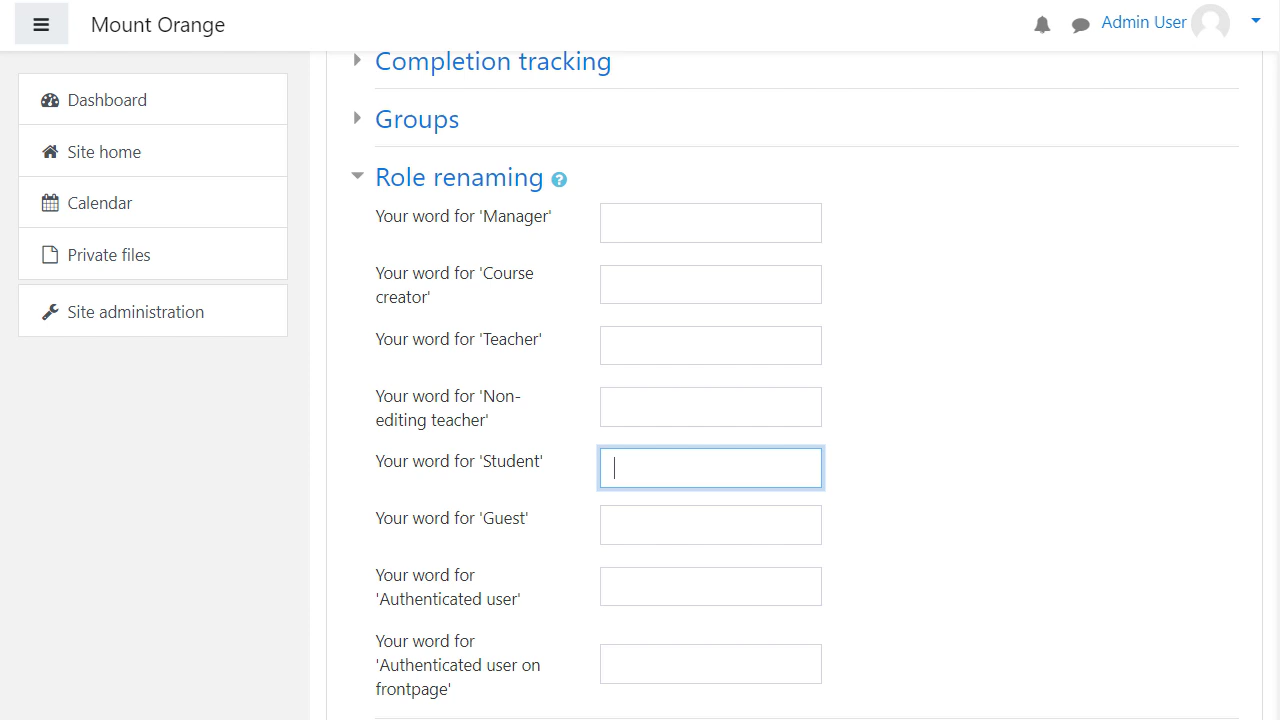 Mount Orange
Admin User
Dashboard
Site home
Calendar
Private files
Site administration
Completion tracking
Groups
Role renaming ?
Your word for 'Manager'
Your word for 'Course
creator'
Your word for 'Teacher'
Your word for 'Non-
editing teacher'
Your word for 'Student'
Your word for 'Guest'
Your word for
'Authenticated user'
Your word for
'Authenticated user on
frontpage'